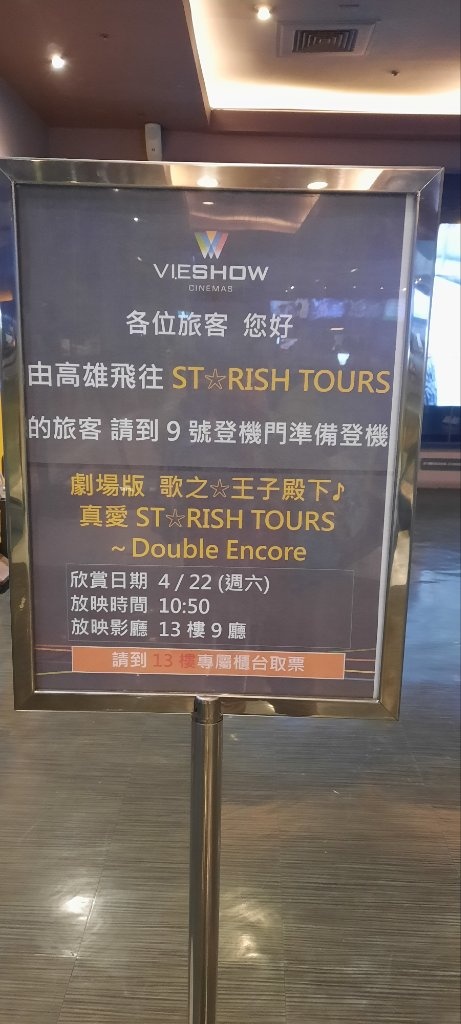 VIESHOW
CINEMAS
各位旅客 您好
由高雄飛往 ST☆RISH TOURS
的旅客 請到 9 號登機門準備登機
劇場版 歌之☆王子殿下♪
真愛 ST☆RISH TOURS
~ Double Encore
欣賞日期 4 / 22 (週六)
放映時間 10:50
放映影廳 13 樓 9 廳
請到 13 樓專屬櫃台取票